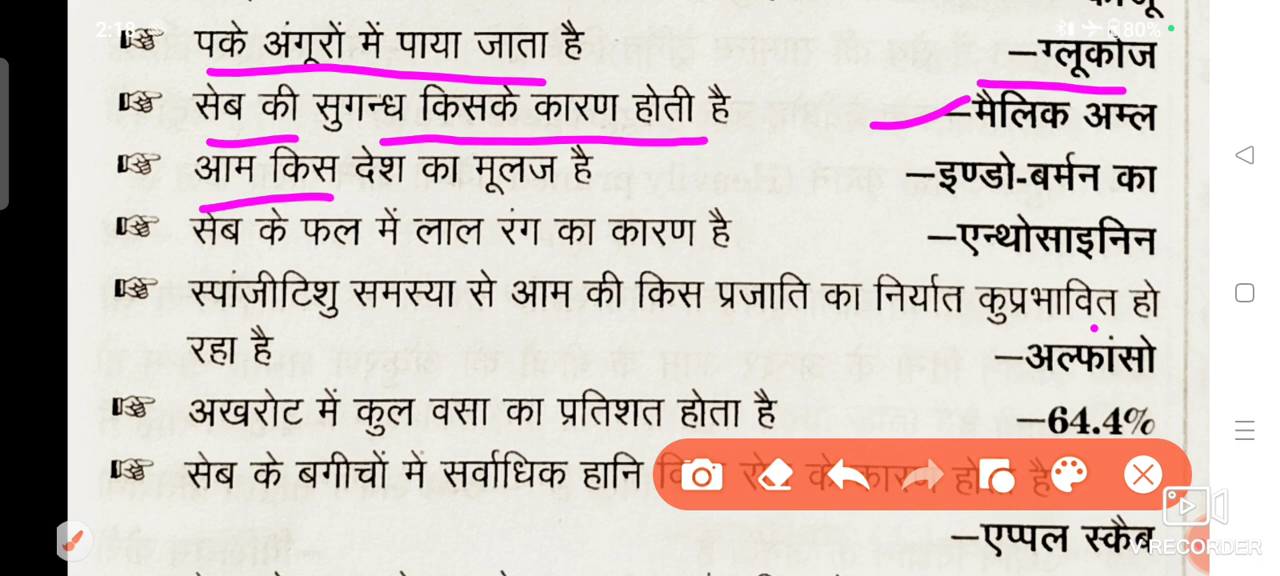 2:18 80%
पके अंगूरों में पाया जाता है —ग्लूकोज
सेब की सुगन्ध किसके कारण होती है —मैलिक अम्ल
आम किस देश का मूलज है —इण्डो-बर्मन का
सेब के फल में लाल रंग का कारण है —एन्थोसाइनिन
स्पांजीटिशु समस्या से आम की किस प्रजाति का निर्यात कुप्रभावित हो
रहा है —अल्फांसो
अखरोट में कुल वसा का प्रतिशत होता है —64.4%
सेब के बगीचों में सर्वाधिक हानि किस रोग के कारण होती है
—एप्पल स्कैब
V RECORDER